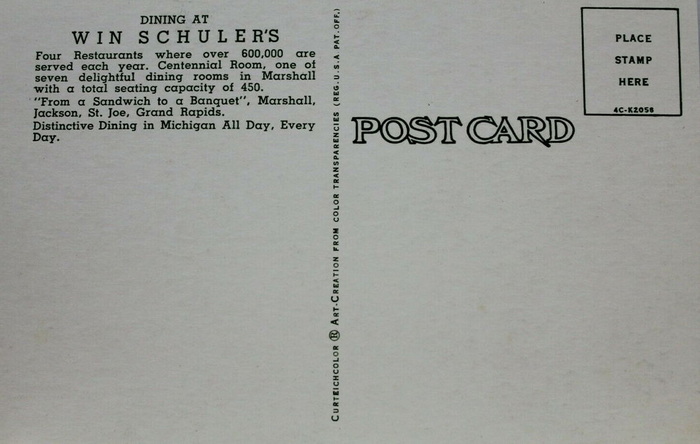 DINING AT
WIN SCHULER'S
Four Restaurants where over 600,000 are
served each year. Centennial Room, one of
seven delightful dining rooms in Marshall
with a total seating capacity of 450.
"From a Sandwich to a Banquet", Marshall,
Jackson, St. Joe, Grand Rapids.
Distinctive Dining in Michigan All Day, Every
Day.
CURTEICHCOLOR ® ART-CREATION FROM COLOR TRANSPARENCIES (REG. U.S.A PAT. OFF.)
PLACE
STAMP
HERE
4C-K2058
POST CARD